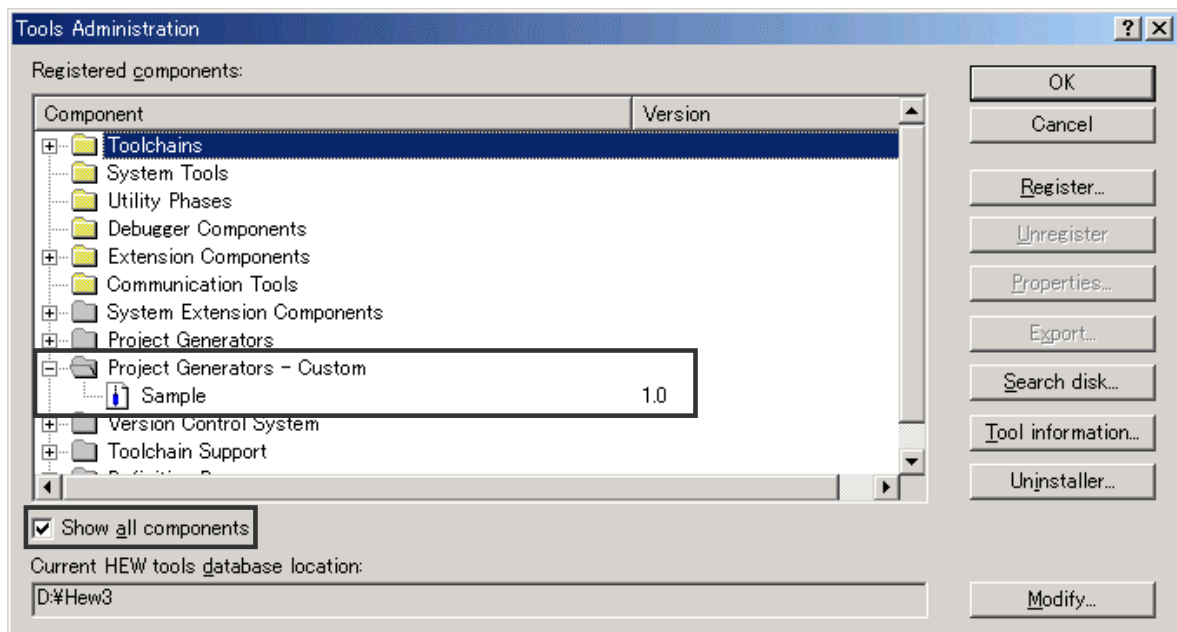 Tools Administration
Registered components:
Component Version
Toolchains
System Tools
Utility Phases
Debugger Components
Extension Components
Communication Tools
System Extension Components
Project Generators
Project Generators - Custom
Sample 1.0
Version Control System
Toolchain Support
Show all components
Current HEW tools database location:
D:¥Hew3
OK
Cancel
Register...
Unregister
Properties...
Export...
Search disk...
Tool information...
Uninstaller...
Modify...